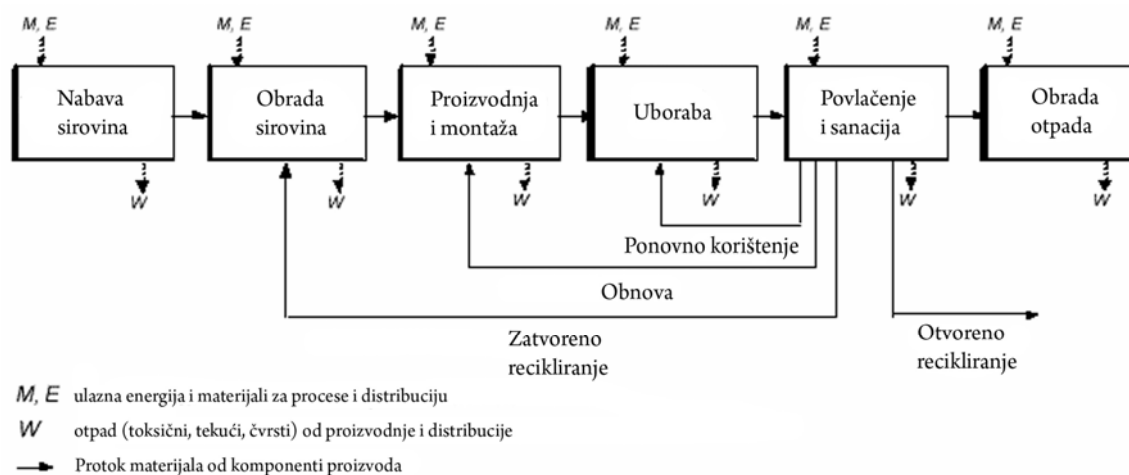 M, E
M, E
M, E
M, E
M, E
M, E
Nabava
sirovina
Obrada
sirovina
Proizvodnja
i montaža
Uboraba
Povlačenje
i sanacija
Obrada
otpada
W
W
W
W
W
W
Ponovno korištenje
Obnova
Zatvoreno
recikliranje
Otvoreno
recikliranje
M, E ulazna energija i materijali za procese i distribuciju
W otpad (toksični, tekući, čvrsti) od proizvodnje i distribucije
Protok materijala od komponenti proizvoda